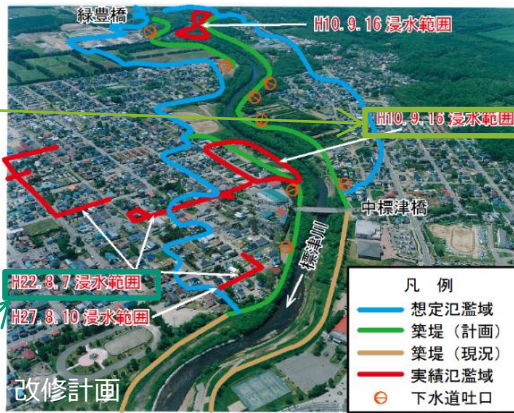 緑豊橋
H10.9.16 浸水範囲
H10.9.16 浸水範囲
中標津橋
標津川
H22.8.7 浸水範囲
H27.8.10 浸水範囲
改修計画
凡 例
想定氾濫域
築堤（計画）
築堤（現況）
実績氾濫域
下水道吐口